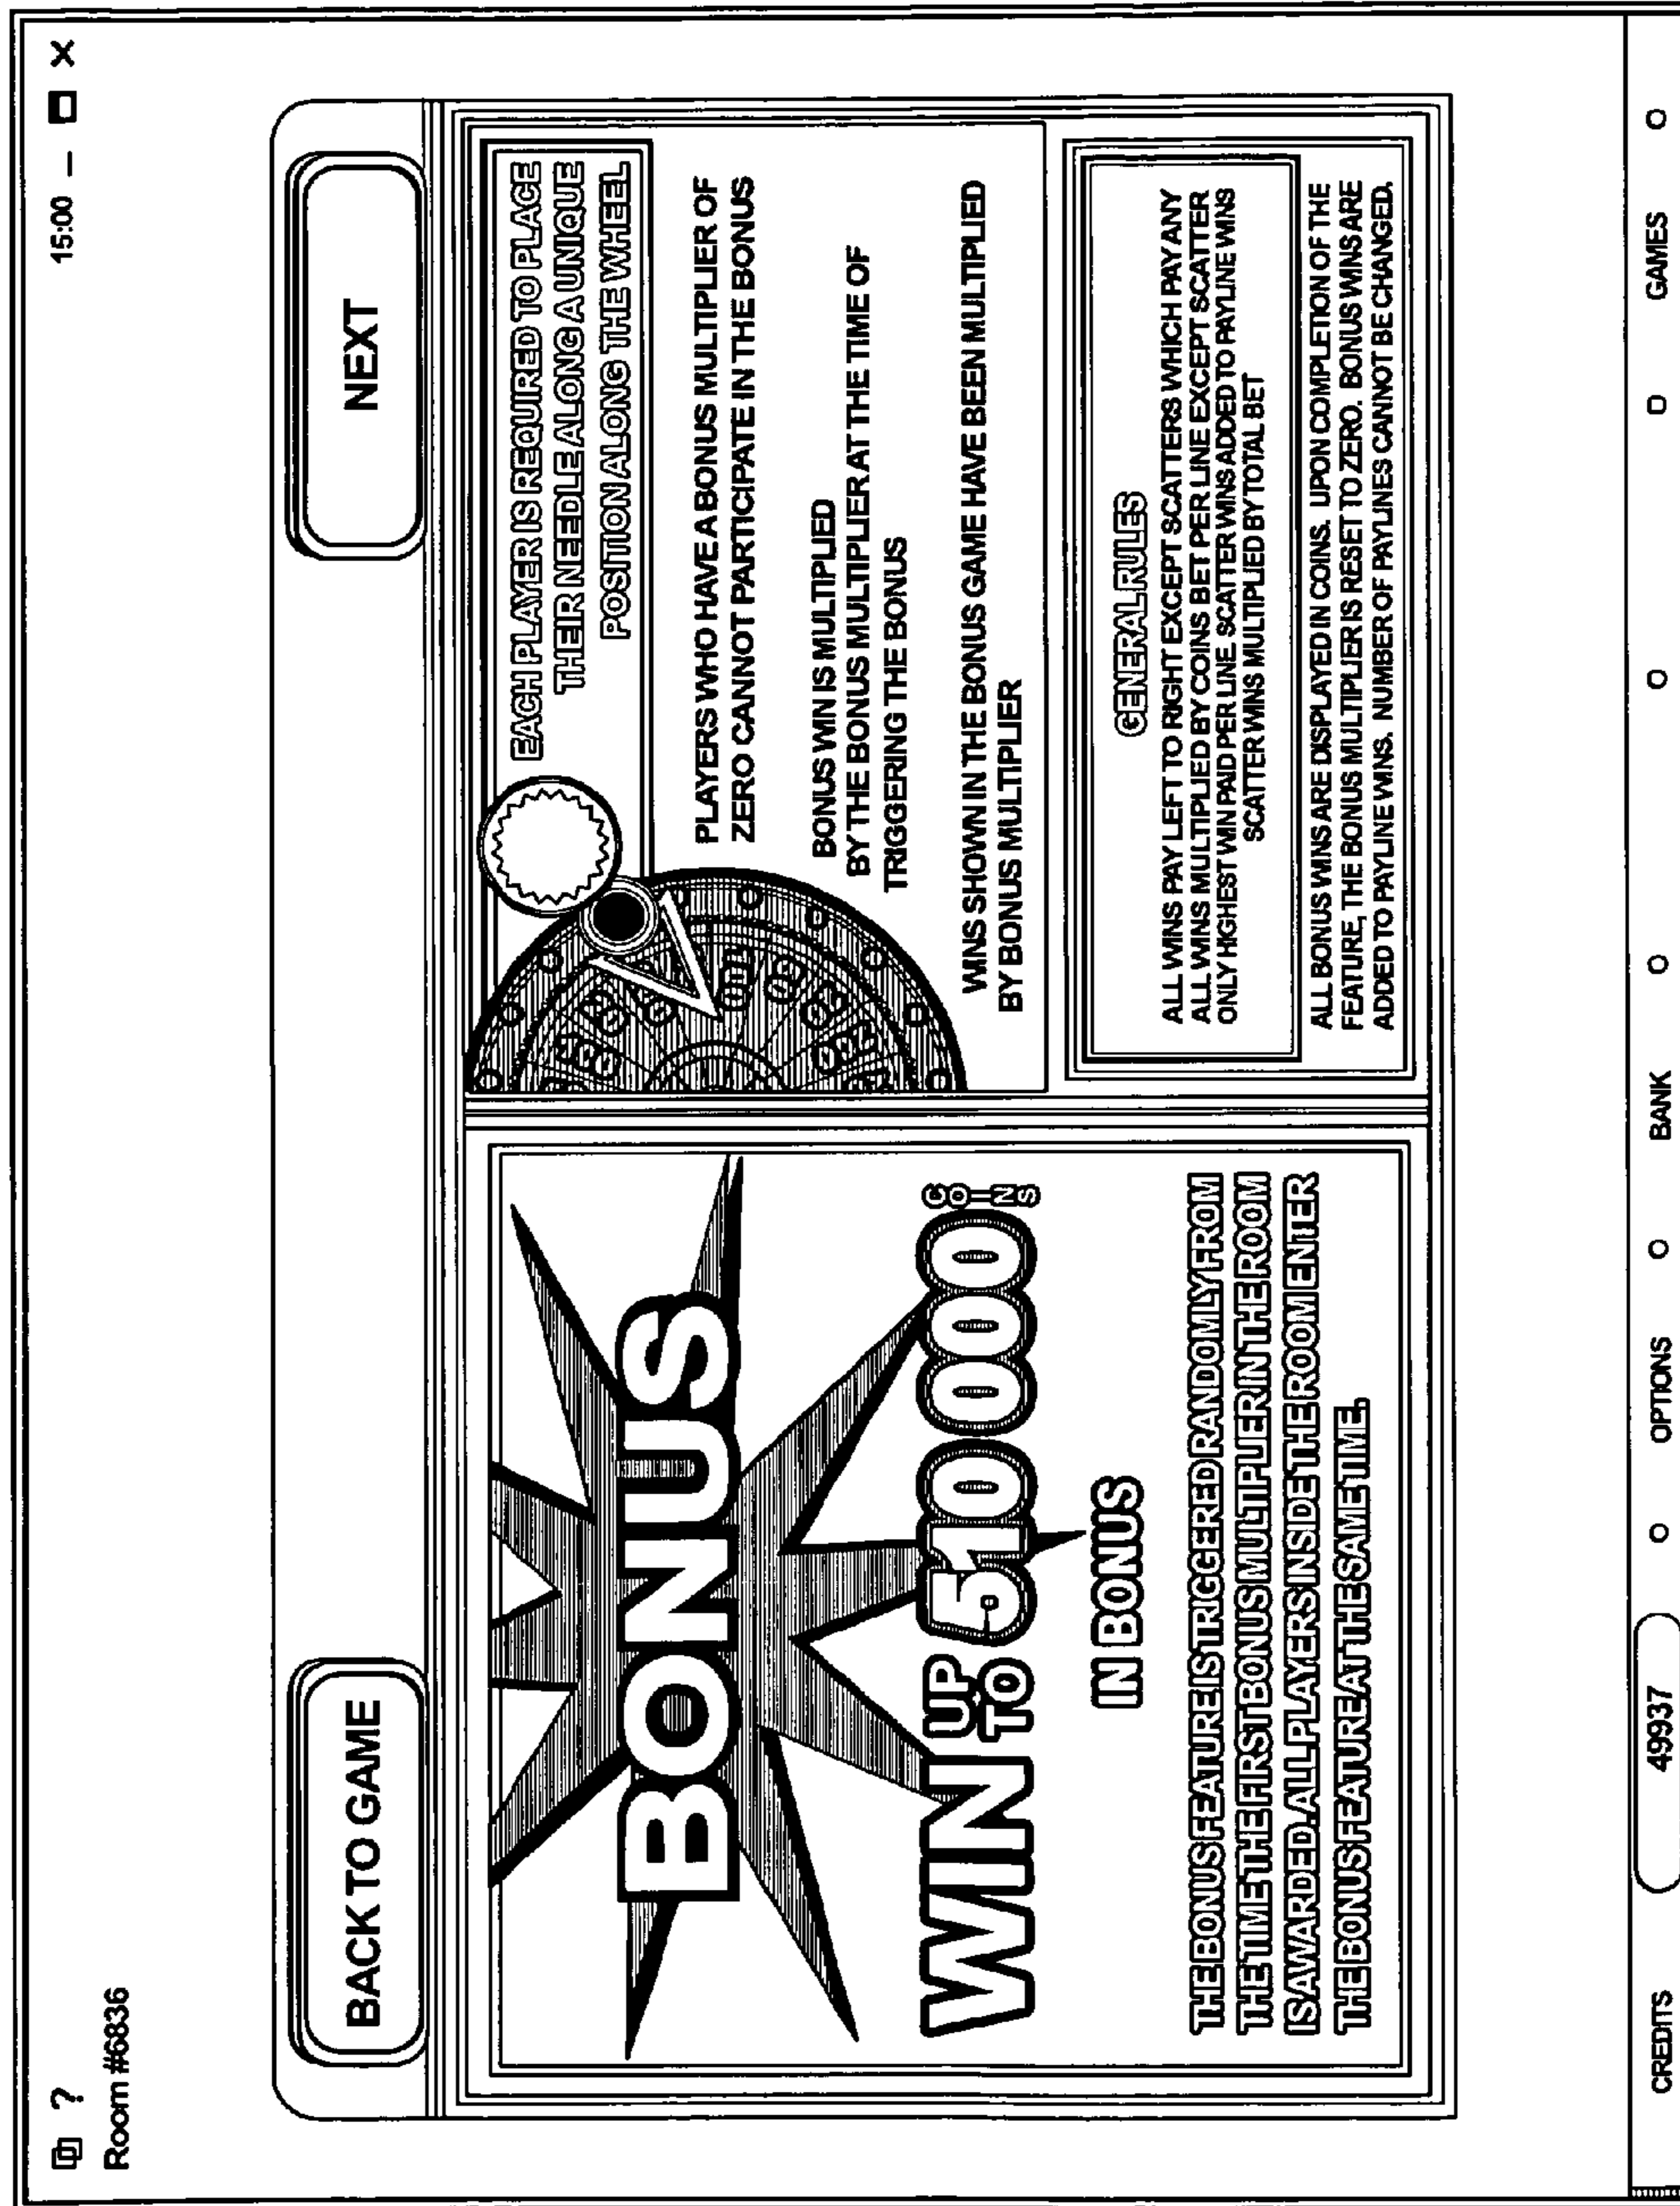 ?
15:00 — X
Room #6836
BACK TO GAME
NEXT
BONUS
WIN UP TO 510000 COINS
IN BONUS
THE BONUS FEATURE IS TRIGGERED RANDOMLY FROM
THE TIME THE FIRST BONUS MULTIPLIER IN THE ROOM
IS AWARDED. ALL PLAYERS INSIDE THE ROOM ENTER
THE BONUS FEATURE AT THE SAME TIME.
EACH PLAYER IS REQUIRED TO PLACE
THEIR NEEDLE ALONG A UNIQUE
POSITION ALONG THE WHEEL
PLAYERS WHO HAVE A BONUS MULTIPLIER OF
ZERO CANNOT PARTICIPATE IN THE BONUS
BONUS WIN IS MULTIPLIED
BY THE BONUS MULTIPLIER AT THE TIME OF
TRIGGERING THE BONUS
WINS SHOWN IN THE BONUS GAME HAVE BEEN MULTIPLIED
BY BONUS MULTIPLIER
GENERAL RULES
ALL WINS PAY LEFT TO RIGHT EXCEPT SCATTERS WHICH PAY ANY
ALL WINS MULTIPLIED BY COINS BET PER LINE EXCEPT SCATTER
ONLY HIGHEST WIN PAID PER LINE. SCATTER WINS ADDED TO PAYLINE WINS
SCATTER WINS MULTIPLIED BY TOTAL BET
ALL BONUS WINS ARE DISPLAYED IN COINS. UPON COMPLETION OF THE
FEATURE, THE BONUS MULTIPLIER IS RESET TO ZERO. BONUS WINS ARE
ADDED TO PAYLINE WINS. NUMBER OF PAYLINES CANNOT BE CHANGED.
CREDITS 49937 OPTIONS BANK GAMES